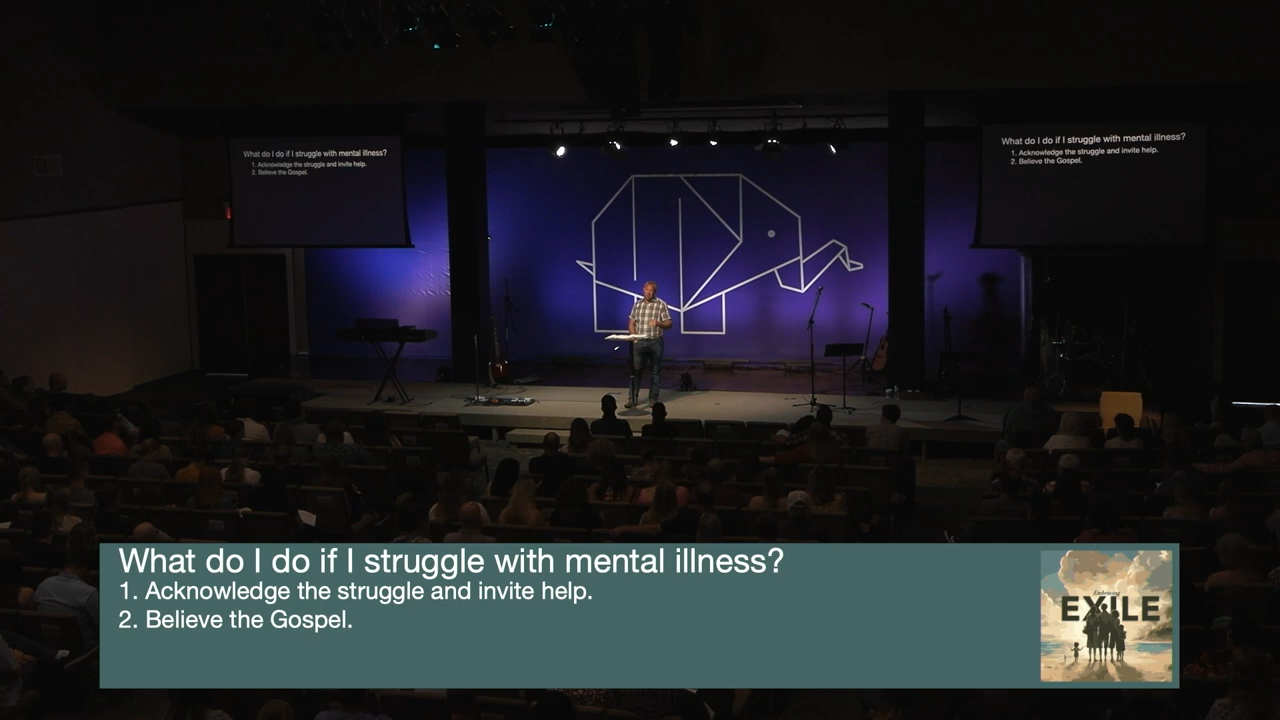 What do I do if I struggle with mental illness?
1. Acknowledge the struggle and invite help.
2. Believe the Gospel.
What do I do if I struggle with mental illness?
1. Acknowledge the struggle and invite help.
2. Believe the Gospel.
What do I do if I struggle with mental illness?
1. Acknowledge the struggle and invite help.
2. Believe the Gospel.
Embracing
EXILE